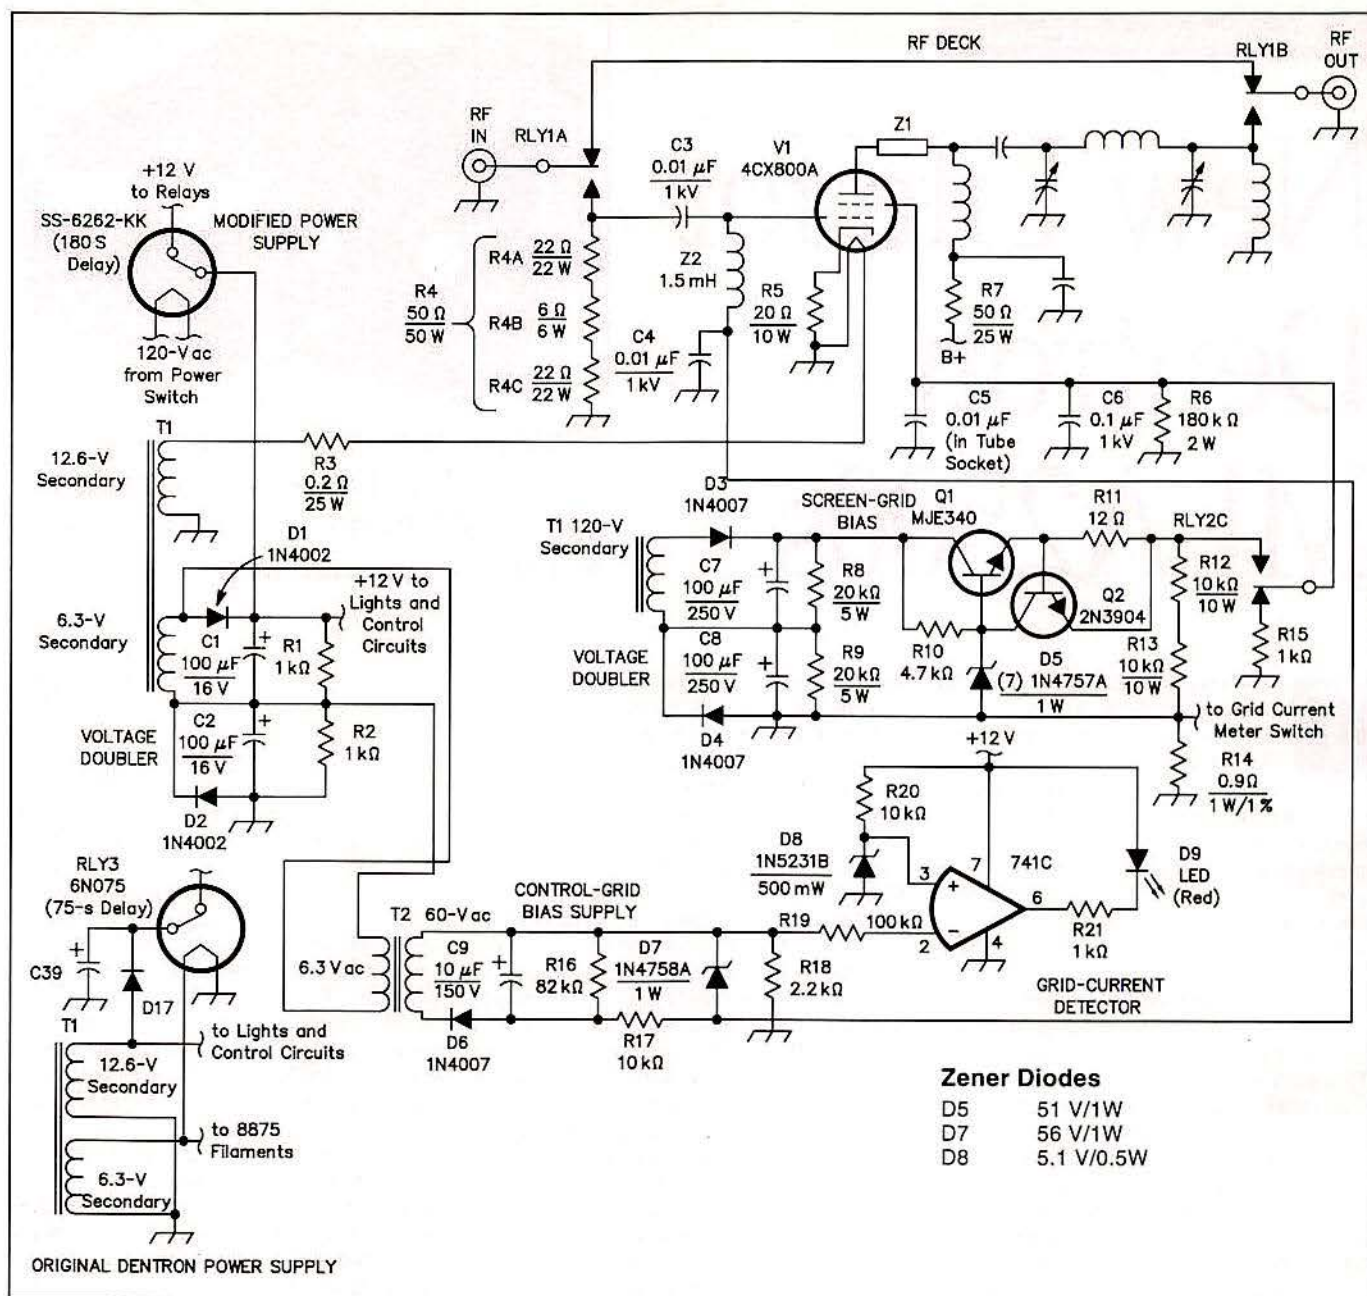 RF DECK
RLY1B
RF
OUT
RF
IN
RLY1A
C3
0.01 µF
1 kV
V1
4CX800A
Z1
+12 V
to Relays
SS-6262-KK
(180 S
Delay)
MODIFIED POWER
SUPPLY
120-Vac
from Power
Switch
R4
50 Ω
50 W
R4A
22 Ω
22 W
R4B
6 Ω
6 W
R4C
22 Ω
22 W
Z2
1.5 mH
C4
0.01 µF
1 kV
R5
20 Ω
10 W
R7
50 Ω
25 W
B+
C5
0.01 µF
(in Tube
Socket)
C6
0.1 µF
1 kV
R6
180 k Ω
2 W
T1
12.6-V
Secondary
R3
0.2 Ω
25 W
D1
1N4002
+12 V to
Lights and
Control
Circuits
6.3-V
Secondary
C1
100 µF
16 V
R1
1 kΩ
C2
100 µF
16 V
R2
1 kΩ
VOLTAGE
DOUBLER
D2
1N4002
D3
1N4007
T1 120-V
Secondary
SCREEN-GRID
BIAS
Q1
MJE340
R11
12 Ω
RLY2C
C7
100 µF
250 V
R8
20 kΩ
5 W
Q2
2N3904
R12
10 kΩ
10 W
R15
1 kΩ
VOLTAGE
DOUBLER
C8
100 µF
250 V
R9
20 kΩ
5 W
R10
4.7 kΩ
D5
(7) 1N4757A
1 W
R13
10 kΩ
10 W
to Grid Current
Meter Switch
D4
1N4007
+12 V
R14
0.9 Ω
1 W/1 %
R20
10 kΩ
D8
1N5231B
500 mW
3
+
7
741C
6
−
2
4
D9
LED
(Red)
R21
1 kΩ
GRID-CURRENT
DETECTOR
RLY3
6N075
(75-s Delay)
C39
D17
T1
to Lights and
Control Circuits
12.6-V
Secondary
to 8875
Filaments
6.3-V
Secondary
ORIGINAL DENTRON POWER SUPPLY
T2
60-Vac
6.3 Vac
CONTROL-GRID
BIAS SUPPLY
C9
10 µF
150 V
R16
82 kΩ
D7
1N4758A
1 W
R19
100 kΩ
R18
2.2 kΩ
D6
1N4007
R17
10 kΩ
Zener Diodes
D5 51 V/1W
D7 56 V/1W
D8 5.1 V/0.5W